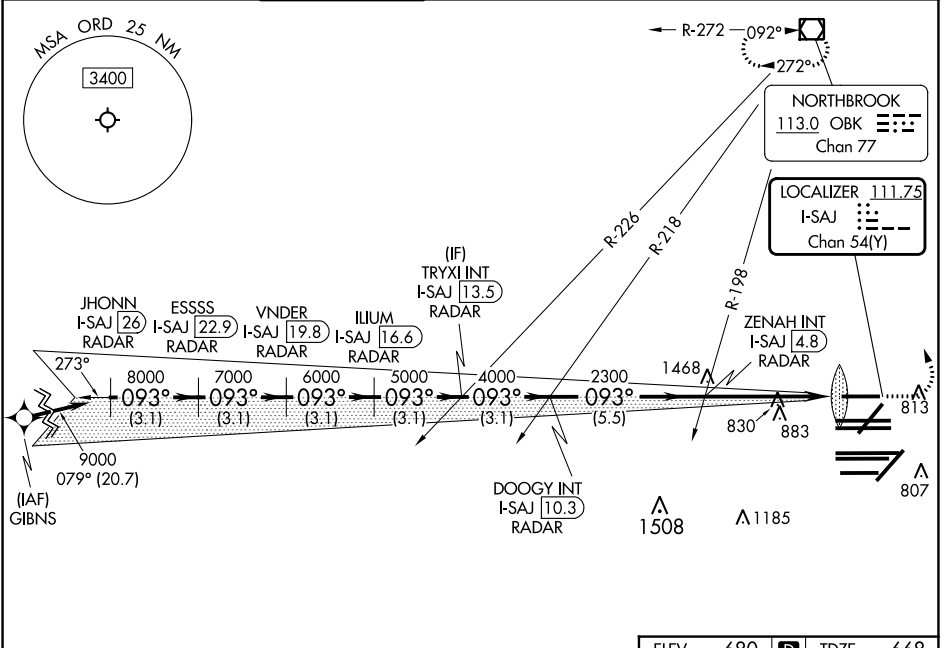 MSA ORD 25 NM
3400
R-272
092°
272°
NORTHBROOK
113.0 OBK
Chan 77
LOCALIZER 111.75
I-SAJ
Chan 54(Y)
R-226
R-218
R-198
(IF)
TRYXI INT
I-SAJ 13.5
RADAR
JHONN
I-SAJ 26
RADAR
ESSSS
I-SAJ 22.9
RADAR
VNDER
I-SAJ 19.8
RADAR
ILIUM
I-SAJ 16.6
RADAR
ZENAH INT
I-SAJ 4.8
RADAR
273°
8000
093°
(3.1)
7000
093°
(3.1)
6000
093°
(3.1)
5000
093°
(3.1)
4000
093°
(3.1)
2300
093°
(5.5)
1468
830
883
813
807
9000
079° (20.7)
(IAF)
GIBNS
DOOGY INT
I-SAJ 10.3
RADAR
1508
1185
ELEV 680 D TDZE 668